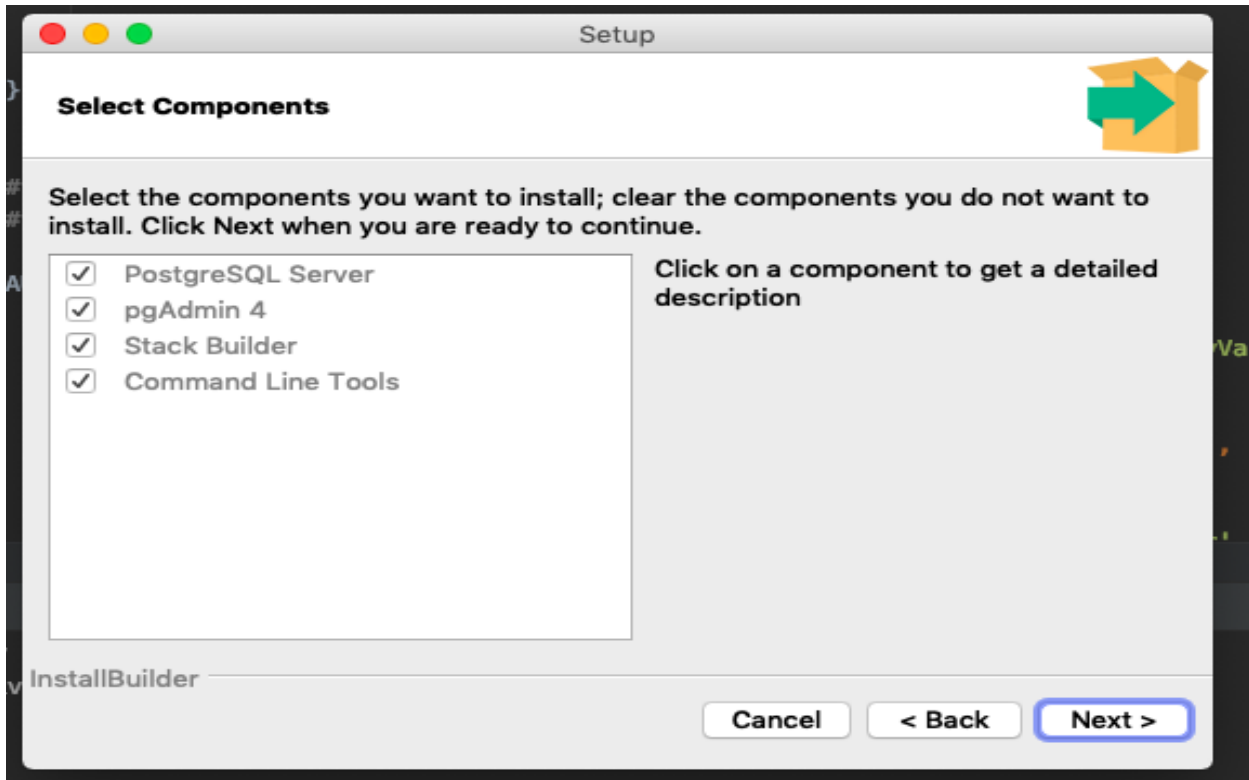 Setup
Select Components
Select the components you want to install; clear the components you do not want to
install. Click Next when you are ready to continue.
PostgreSQL Server
pgAdmin 4
Stack Builder
Command Line Tools
Click on a component to get a detailed
description
InstallBuilder
Cancel
< Back
Next >